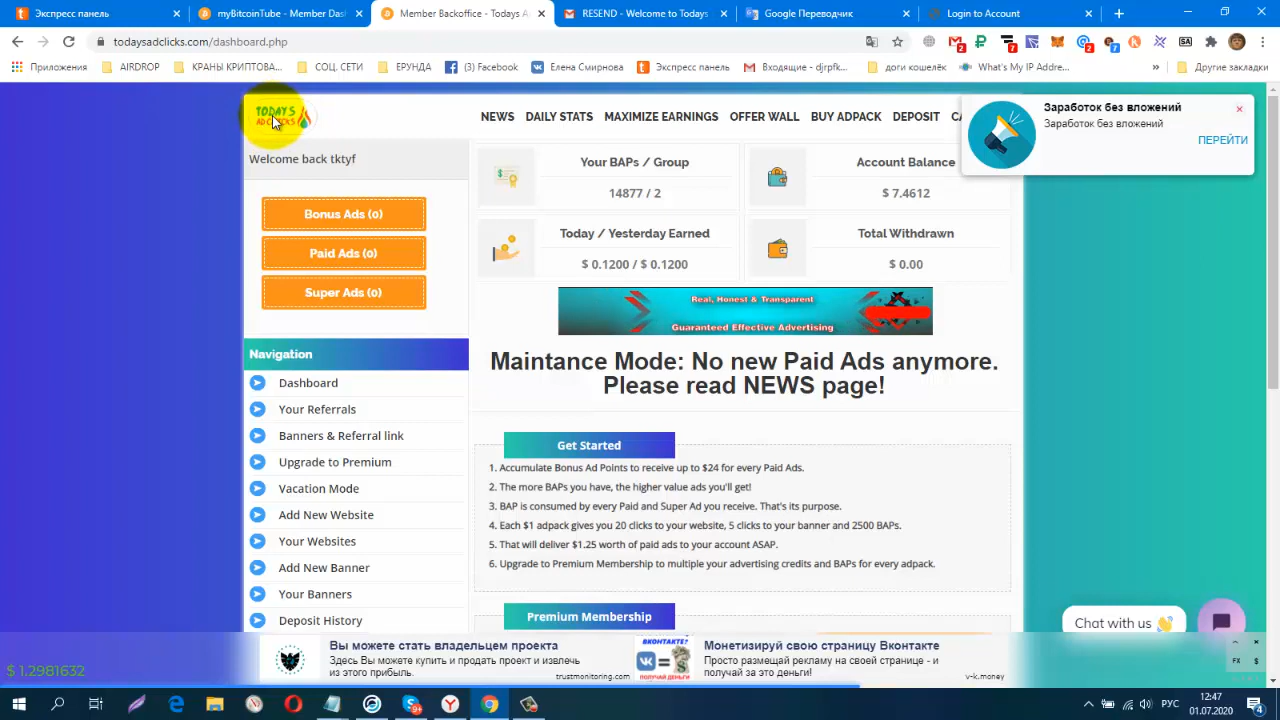 Экспресс панель
myBitcoinTube - Member Das
Member Backoffice - Todays A
RESEND - Welcome to Todays
Google Переводчик
Login to Account
todaysadclicks.com/dashboard.php
Приложения
AIRDROP
КРАНЫ КРИПТОВА...
СОЦ. СЕТИ
ЕРУНДА
(3) Facebook
Елена Смирнова
Экспресс панель
Входящие - djrpfk...
доги кошелёк
What's My IP Addre...
»
Другие закладки
TODAY'S
AD CLICKS
NEWS
DAILY STATS
MAXIMIZE EARNINGS
OFFER WALL
BUY ADPACK
DEPOSIT
CA
Заработок без вложений
Заработок без вложений
ПЕРЕЙТИ
Welcome back tktyf
Bonus Ads (0)
Paid Ads (0)
Super Ads (0)
Your BAPs / Group
14877 / 2
Account Balance
$ 7.4612
Today / Yesterday Earned
$ 0.1200 / $ 0.1200
Total Withdrawn
$ 0.00
Real, Honest & Transparent
Guaranteed Effective Advertising
Maintance Mode: No new Paid Ads anymore.
Please read NEWS page!
Navigation
Dashboard
Your Referrals
Banners & Referral link
Upgrade to Premium
Vacation Mode
Add New Website
Your Websites
Add New Banner
Your Banners
Deposit History
Get Started
1. Accumulate Bonus Ad Points to receive up to $24 for every Paid Ads.
2. The more BAPs you have, the higher value ads you'll get!
3. BAP is consumed by every Paid and Super Ad you receive. That's its purpose.
4. Each $1 adpack gives you 20 clicks to your website, 5 clicks to your banner and 2500 BAPs.
5. That will deliver $1.25 worth of paid ads to your account ASAP.
6. Upgrade to Premium Membership to multiple your advertising credits and BAPs for every adpack.
Premium Membership
Chat with us
$ 1.2981632
Вы можете стать владельцем проекта
Здесь Вы можете купить и продать проект и извлечь
из этого прибыль.
trustmonitoring.com
ВКОНТАКТЕ?
ПОЛУЧАЙ ДЕНЬГИ
Монетизируй свою страницу Вконтакте
Просто размещай рекламу на своей странице - и
получай за это деньги!
v-k.money
FX
$
РУС
12:47
01.07.2020